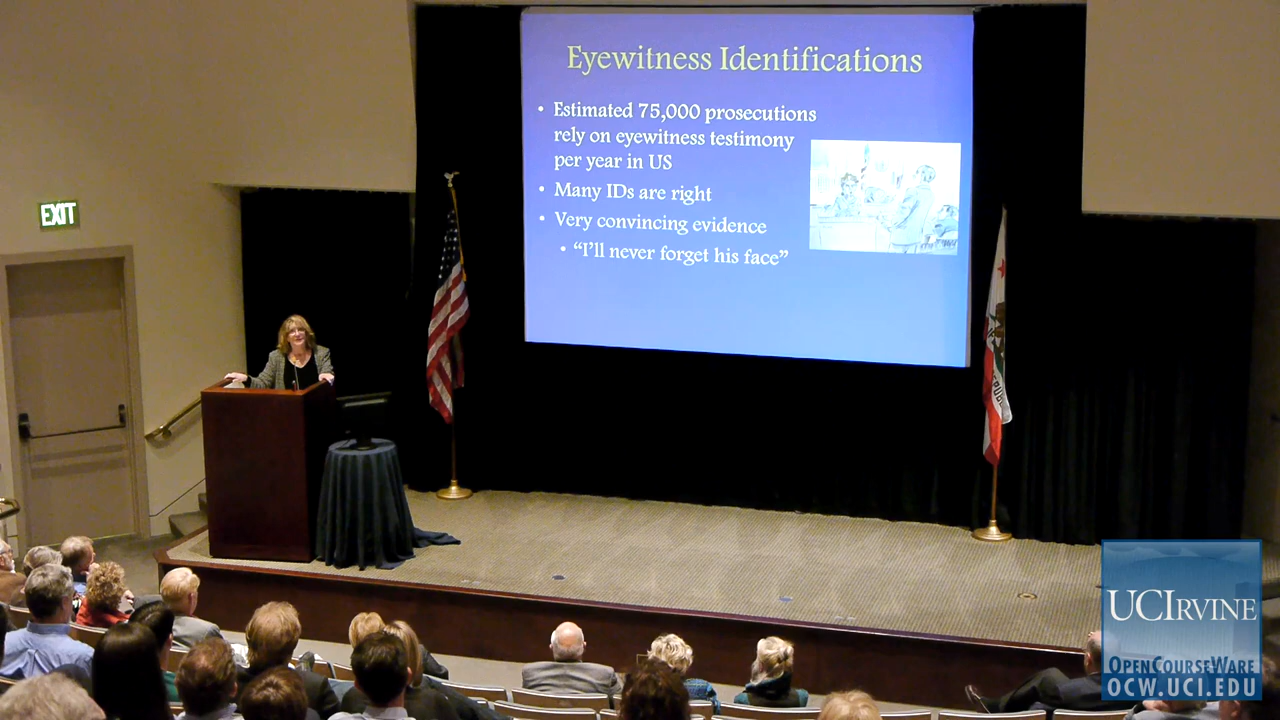 Eyewitness Identifications
• Estimated 75,000 prosecutions
rely on eyewitness testimony
per year in US
• Many IDs are right
• Very convincing evidence
• “I’ll never forget his face”
EXIT
UCIRVINE
OPENCOURSEWARE
OCW.UCI.EDU